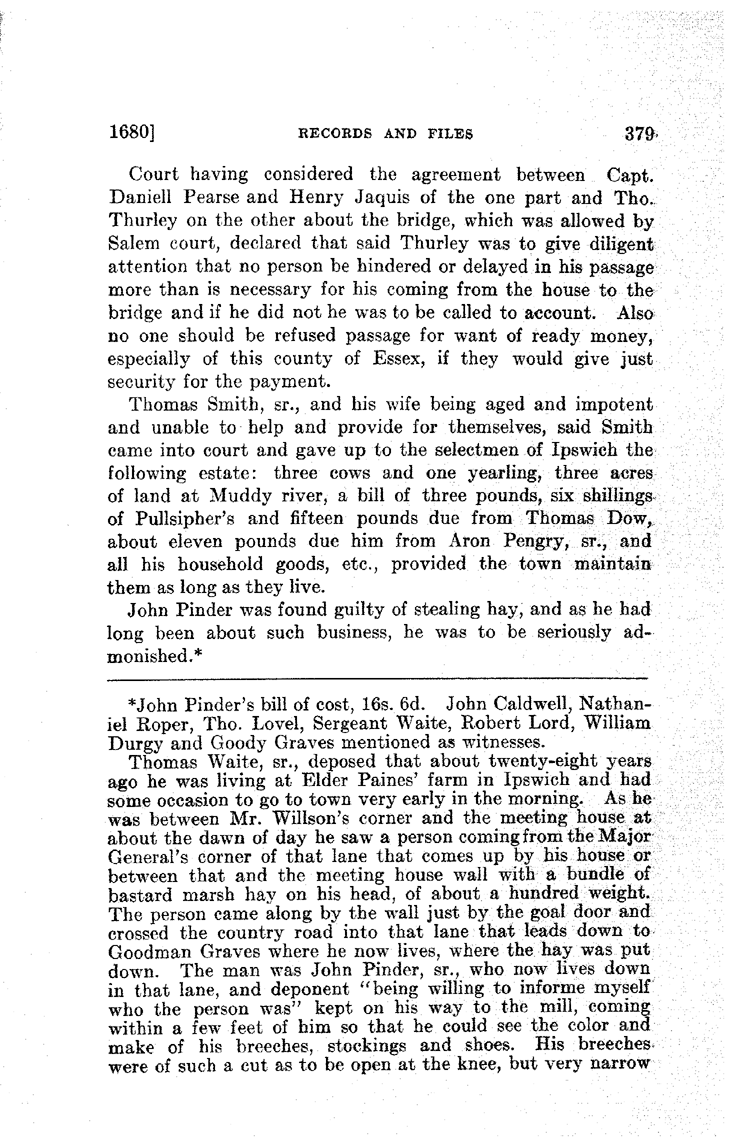 1680] RECORDS AND FILES 379
Court having considered the agreement between Capt.
Daniell Pearse and Henry Jaquis of the one part and Tho.
Thurley on the other about the bridge, which was allowed by
Salem court, declared that said Thurley was to give diligent
attention that no person be hindered or delayed in his passage
more than is necessary for his coming from the house to the
bridge and if he did not he was to be called to account. Also
no one should be refused passage for want of ready money,
especially of this county of Essex, if they would give just
security for the payment.
Thomas Smith, sr., and his wife being aged and impotent
and unable to help and provide for themselves, said Smith
came into court and gave up to the selectmen of Ipswich the
following estate: three cows and one yearling, three acres
of land at Muddy river, a bill of three pounds, six shillings
of Pullsipher's and fifteen pounds due from Thomas Dow,
about eleven pounds due him from Aron Pengry, sr., and
all his household goods, etc., provided the town maintain
them as long as they live.
John Pinder was found guilty of stealing hay, and as he had
long been about such business, he was to be seriously ad-
monished.*
*John Pinder's bill of cost, 16s. 6d. John Caldwell, Nathan-
iel Roper, Tho. Lovel, Sergeant Waite, Robert Lord, William
Durgy and Goody Graves mentioned as witnesses.
Thomas Waite, sr., deposed that about twenty-eight years
ago he was living at Elder Paines' farm in Ipswich and had
some occasion to go to town very early in the morning. As he
was between Mr. Willson's corner and the meeting house at
about the dawn of day he saw a person coming from the Major
General's corner of that lane that comes up by his house or
between that and the meeting house wall with a bundle of
bastard marsh hay on his head, of about a hundred weight.
The person came along by the wall just by the goal door and
crossed the country road into that lane that leads down to
Goodman Graves where he now lives, where the hay was put
down. The man was John Pinder, sr., who now lives down
in that lane, and deponent "being willing to informe myself
who the person was" kept on his way to the mill, coming
within a few feet of him so that he could see the color and
make of his breeches, stockings and shoes. His breeches
were of such a cut as to be open at the knee, but very narrow